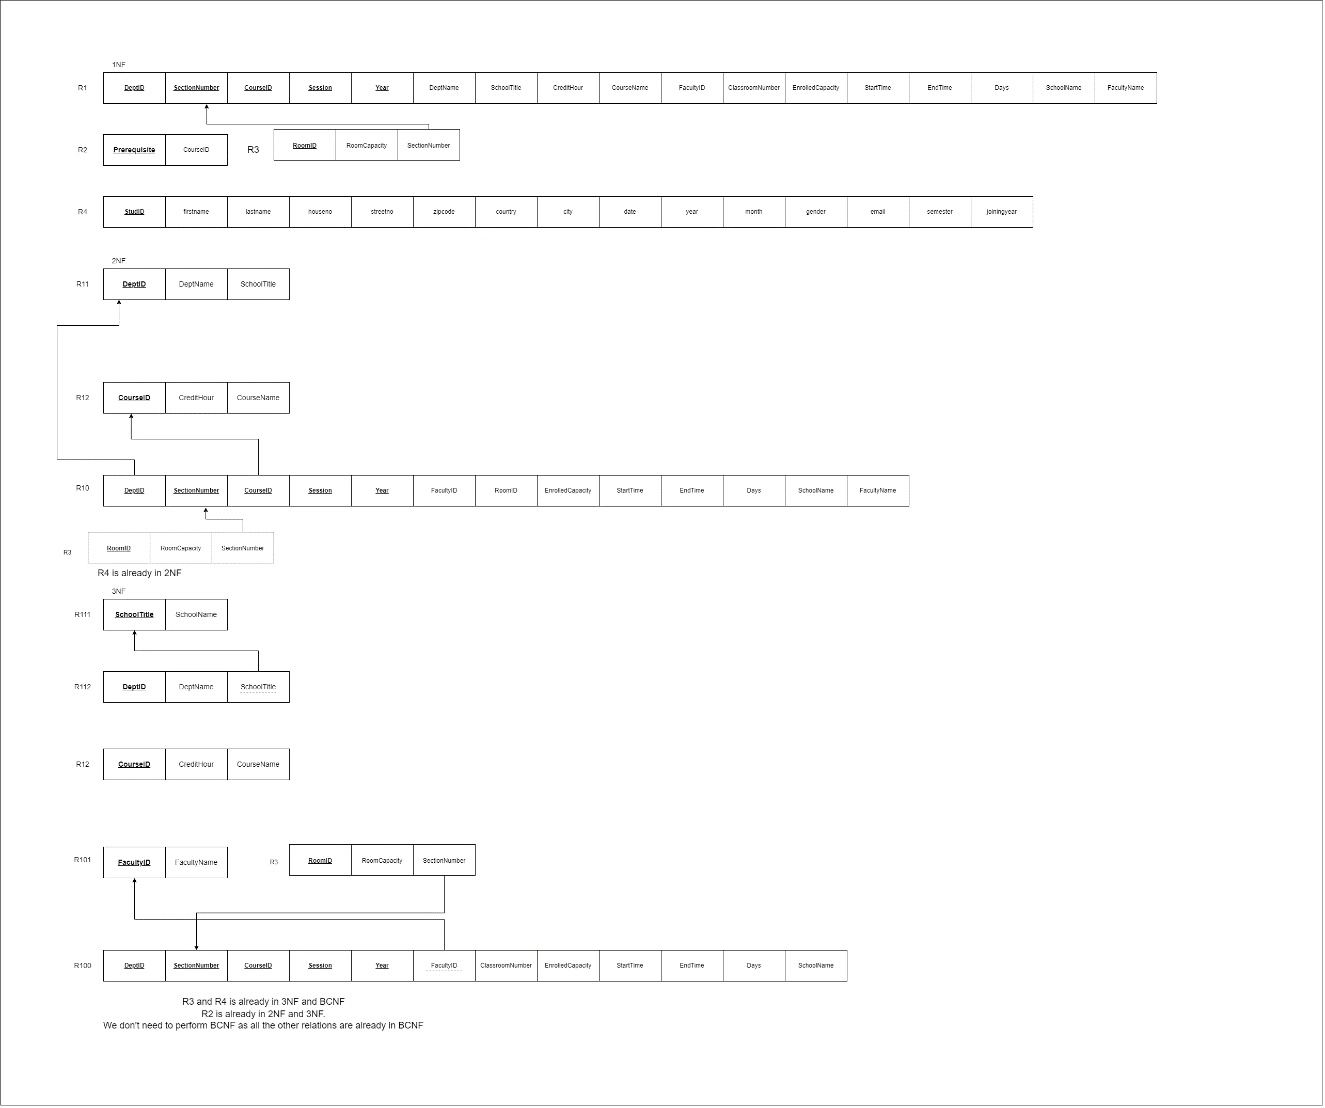 1NF
R1 DeptID SectionNumber CourseID Session Year DeptName SchoolTitle CreditHour CourseName FacultyID ClassroomNumber EnrolledCapacity StartTime EndTime Days SchoolName FacultyName
R2 Prerequisite CourseID R3 RoomID RoomCapacity SectionNumber
R4 StudID firstname lastname houseno streetno zipcode country city date year month gender email semester joiningyear
2NF
R11 DeptID DeptName SchoolTitle
R12 CourseID CreditHour CourseName
R10 DeptID SectionNumber CourseID Session Year FacultyID RoomID EnrolledCapacity StartTime EndTime Days SchoolName FacultyName
R3 RoomID RoomCapacity SectionNumber
R4 is already in 2NF
3NF
R111 SchoolTitle SchoolName
R112 DeptID DeptName SchoolTitle
R12 CourseID CreditHour CourseName
R101 FacultyID FacultyName R3 RoomID RoomCapacity SectionNumber
R100 DeptID SectionNumber CourseID Session Year FacultyID ClassroomNumber EnrolledCapacity StartTime EndTime Days SchoolName
R3 and R4 is already in 3NF and BCNF
R2 is already in 2NF and 3NF.
We don't need to perform BCNF as all the other relations are already in BCNF